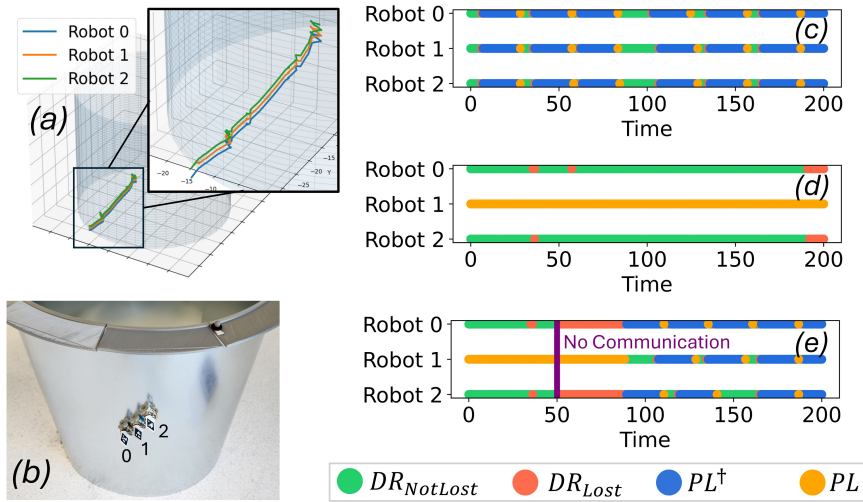 Robot 0
Robot 1
Robot 2
(a)
−20
−15
−10
−15
Y
−20
−25
(b)
0
1
2
Robot 0
Robot 1
Robot 2
(c)
0 50 100 150 200
Time
Robot 0
Robot 1
Robot 2
(d)
0 50 100 150 200
Time
Robot 0
Robot 1
Robot 2
No Communication
(e)
0 50 100 150 200
Time
DR_NotLost DR_Lost PL† PL